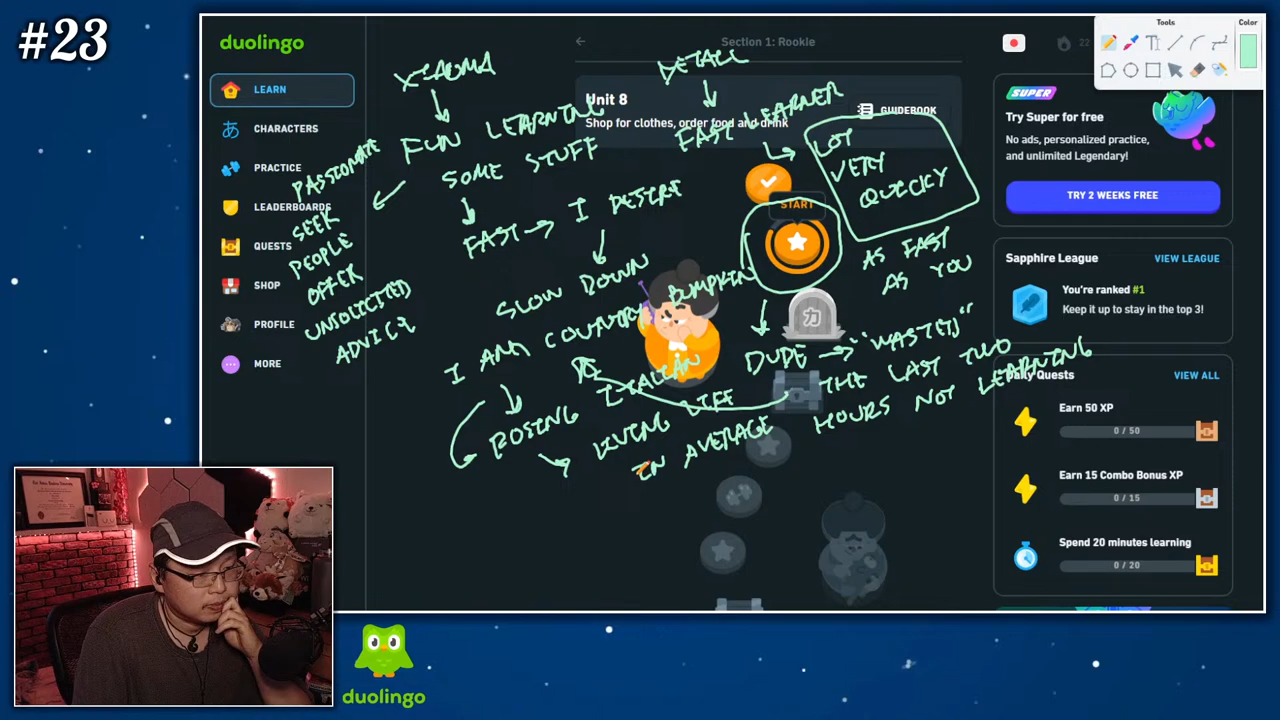 #23
duolingo
LEARN
CHARACTERS
PRACTICE
LEADERBOARDS
QUESTS
SHOP
PROFILE
MORE
Section 1: Rookie
22
Unit 8
Shop for clothes, order food and drink
GUIDEBOOK
START
Tools
Color
SUPER
Try Super for free
No ads, personalized practice,
and unlimited Legendary!
TRY 2 WEEKS FREE
Sapphire League
VIEW LEAGUE
You're ranked #1
Keep it up to stay in the top 3!
Daily Quests
VIEW ALL
Earn 50 XP
0 / 50
Earn 15 Combo Bonus XP
0 / 15
Spend 20 minutes learning
0 / 20
FUN LEARNING
SOME STUFF
FAST → I DESIRE
SLOW DOWN
I AM COUNTRY BUMPKIN
PASSIONATE
SEEK
PEOPLE
OFFER
UNSOLICITED
ADVICE
FAST LEARNER
LOT
VERY
QUICKY
AS FAST
AS YOU
DUDE → "WASTED"
THE LAST TWO
HOURS NOT LEARNING
ITALIAN
LIVING LIFE
IN AVERAGE
力
duolingo